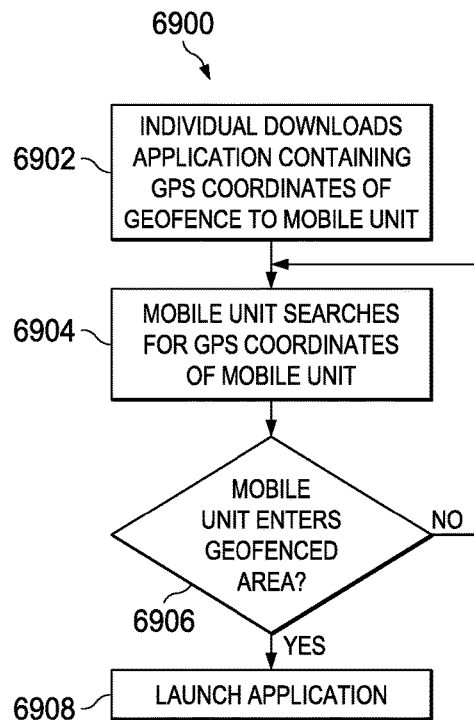 6900
6902
INDIVIDUAL DOWNLOADS
APPLICATION CONTAINING
GPS COORDINATES OF
GEOFENCE TO MOBILE UNIT
6904
MOBILE UNIT SEARCHES
FOR GPS COORDINATES
OF MOBILE UNIT
MOBILE
UNIT ENTERS
GEOFENCED
AREA?
NO
6906
YES
6908
LAUNCH APPLICATION